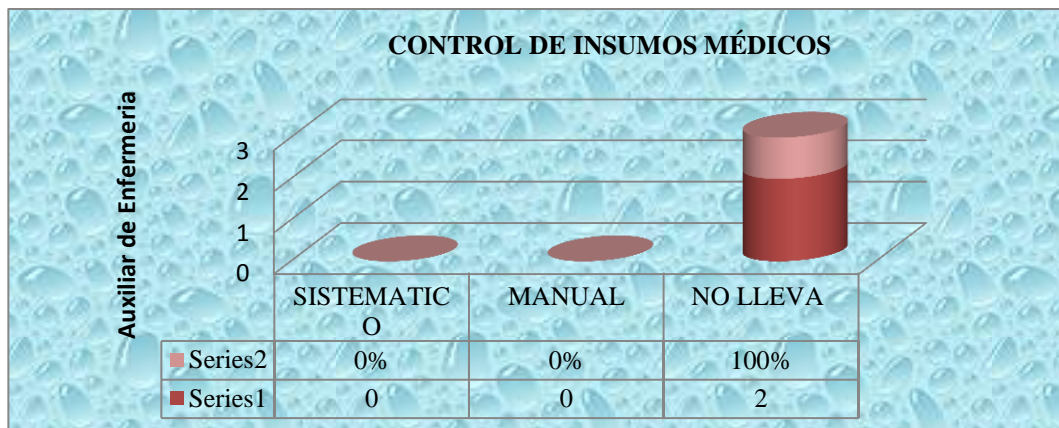 CONTROL DE INSUMOS MÉDICOS
Auxiliar de Enfermeria
3
2
1
0
SISTEMATIC
O
MANUAL
NO LLEVA
Series2 0% 0% 100%
Series1 0 0 2